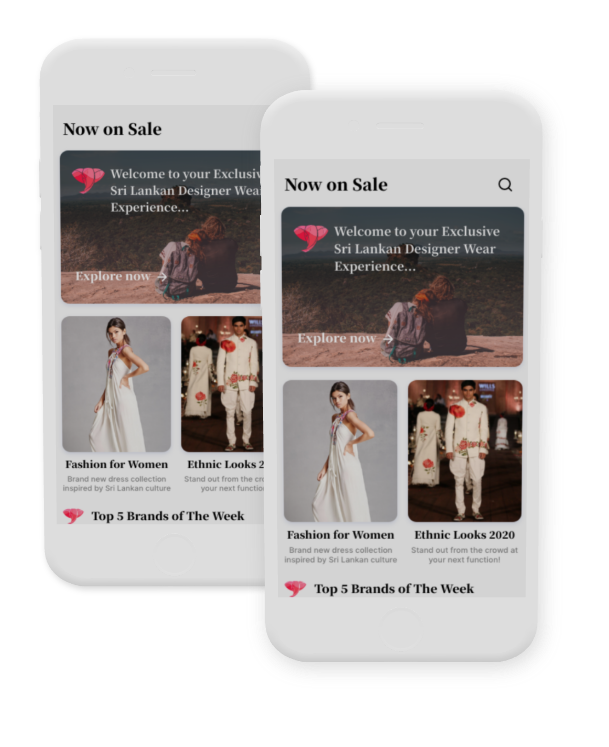 Now on Sale
Welcome to your Exclusiv
Sri Lankan Designer Wea
Experience...
Explore now →
Fashion for Women
Brand new dress collection
inspired by Sri Lankan culture
Ethnic Looks 2
Stand out from the cro
your next function
Top 5 Brands of The Week
Now on Sale
Welcome to your Exclusive
Sri Lankan Designer Wear
Experience...
Explore now →
Fashion for Women
Brand new dress collection
inspired by Sri Lankan culture
Ethnic Looks 2020
Stand out from the crowd at
your next function!
Top 5 Brands of The Week